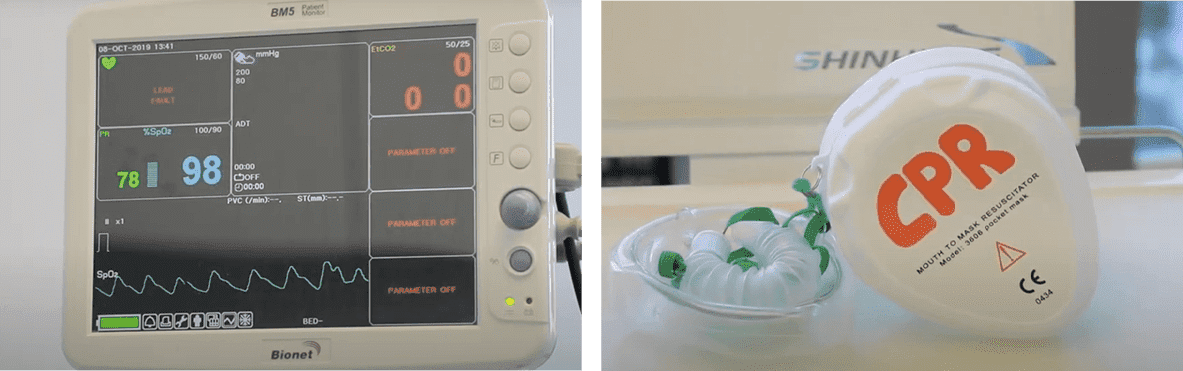 BM5 Patient Monitor
08-OCT-2019 13:41
150/60
LEAD
FAULT
mmHg
200
80
ADT
00:00
OFF
00:00
EtCO2 50/25
0
0 0
PR %SpO2 100/90
78 98
PARAMETER OFF
PARAMETER OFF
PARAMETER OFF
PVC (/min):--. ST(mm):--.-
II x1
SpO2
BED-
F
Bionet
CPR
MOUTH TO MASK RESUSCITATOR
Model: 3806 pocket mask
CE
0434